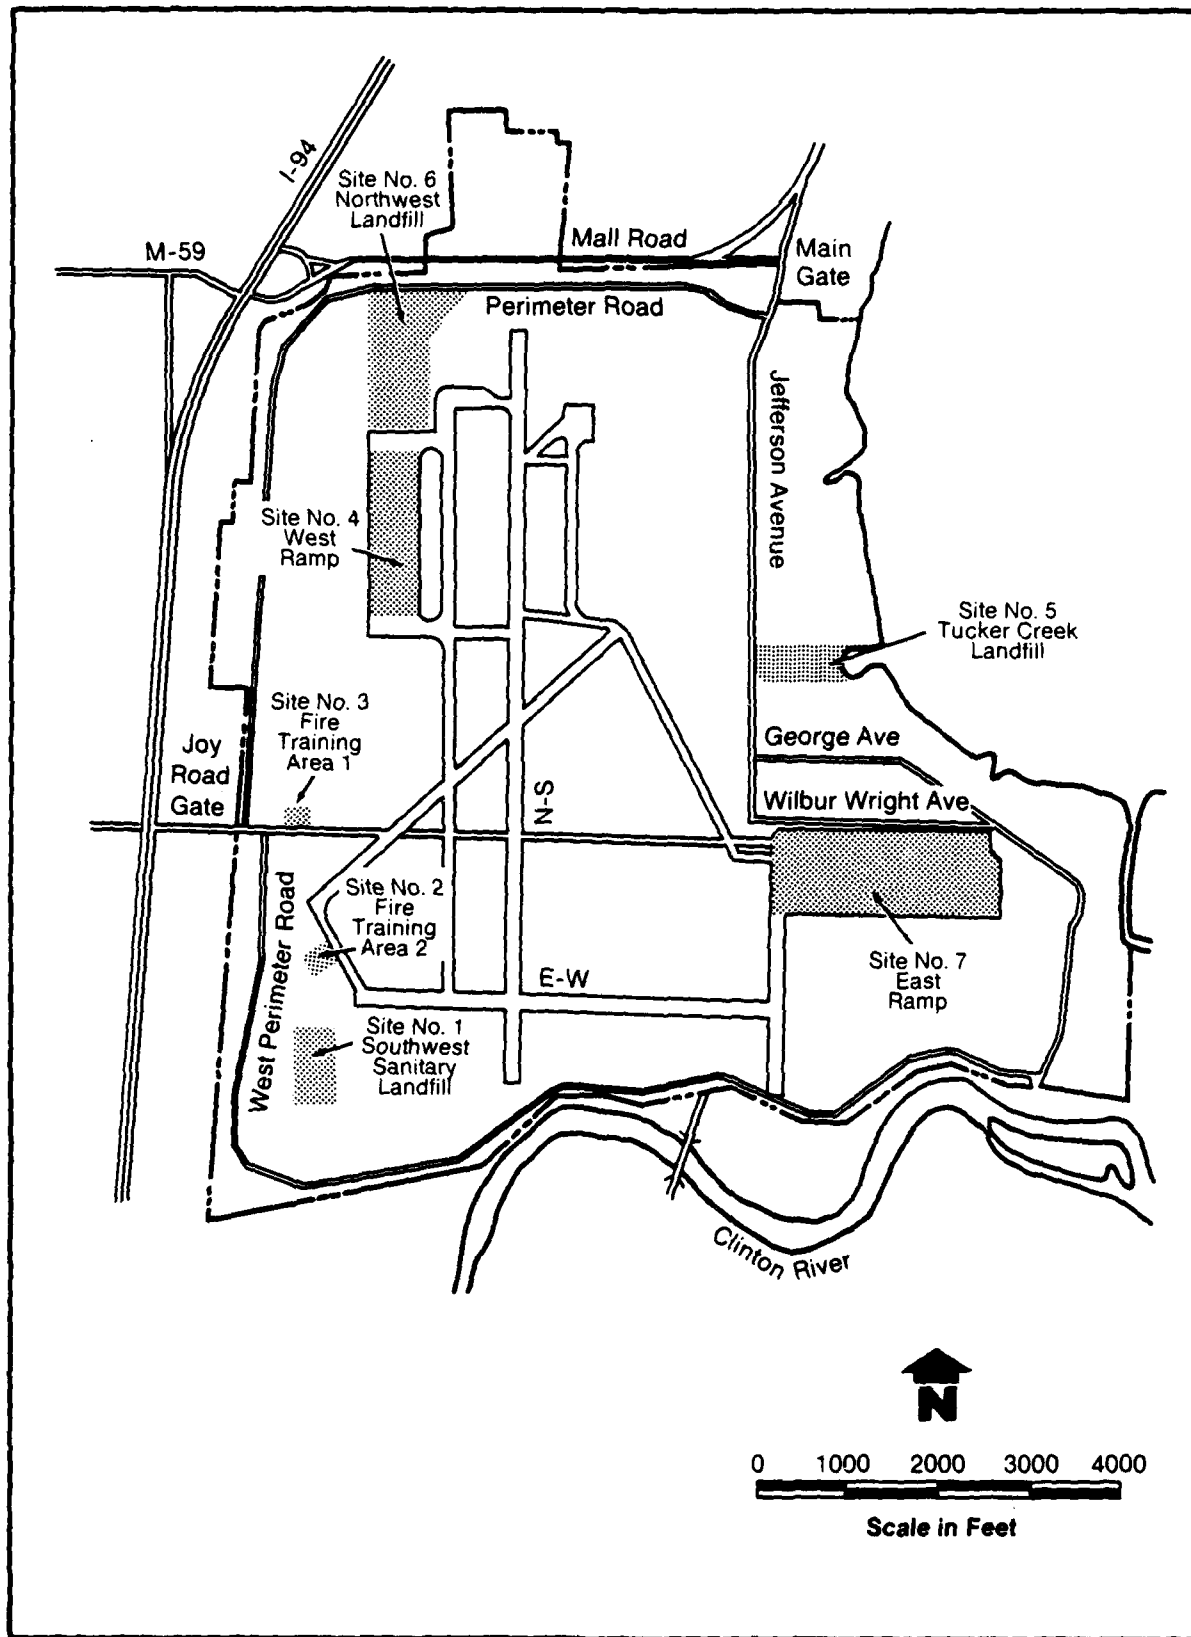 I-94
Site No. 6
Northwest
Landfill
M-59
Mall Road
Main
Gate
Perimeter Road
Jefferson Avenue
Site No. 4
West
Ramp
Site No. 5
Tucker Creek
Landfill
Site No. 3
Fire
Training
Area 1
Joy
Road
Gate
George Ave
N-S
Wilbur Wright Ave
Site No. 2
Fire
Training
Area 2
West Perimeter Road
E-W
Site No. 7
East
Ramp
Site No. 1
Southwest
Sanitary
Landfill
Clinton River
N
0 1000 2000 3000 4000
Scale in Feet